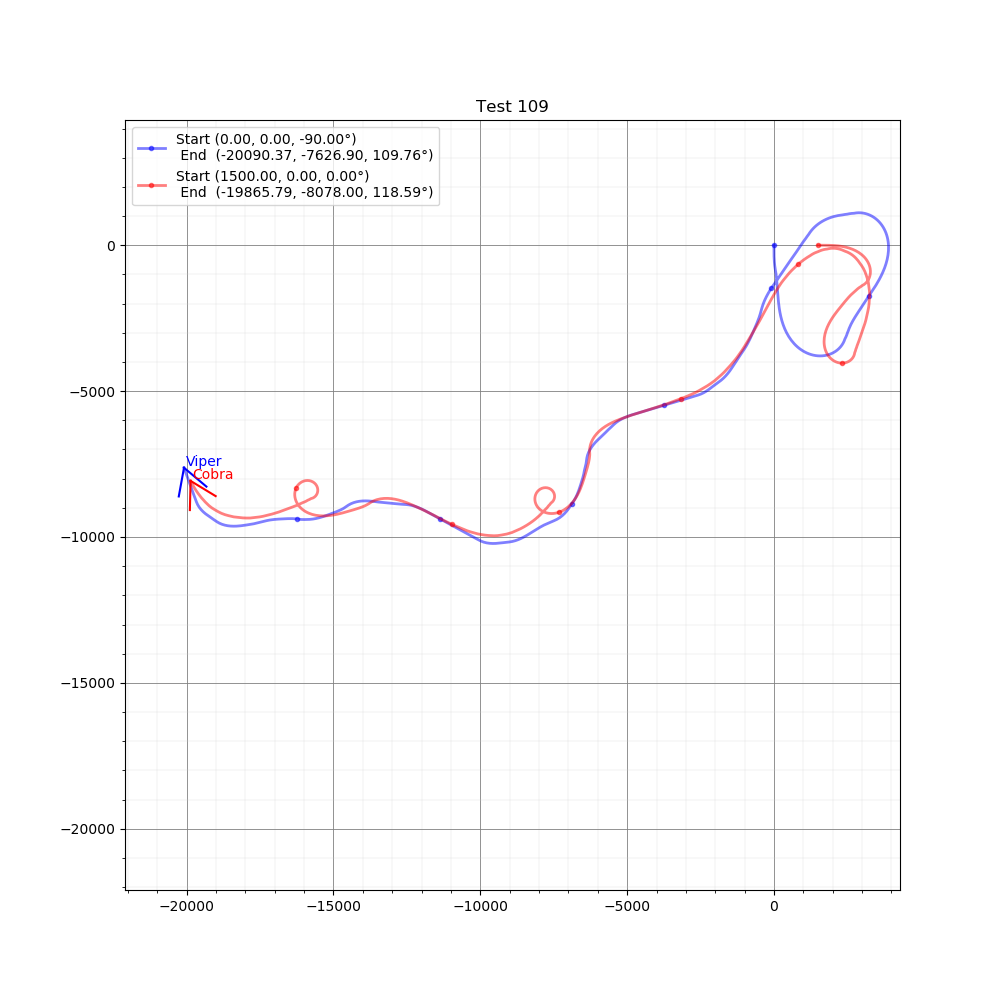 Test 109
Start (0.00, 0.00, -90.00°)
End  (-20090.37, -7626.90, 109.76°)
Start (1500.00, 0.00, 0.00°)
End  (-19865.79, -8078.00, 118.59°)
0
−5000
−10000
−15000
−20000
Viper
Cobra
−20000
−15000
−10000
−5000
0